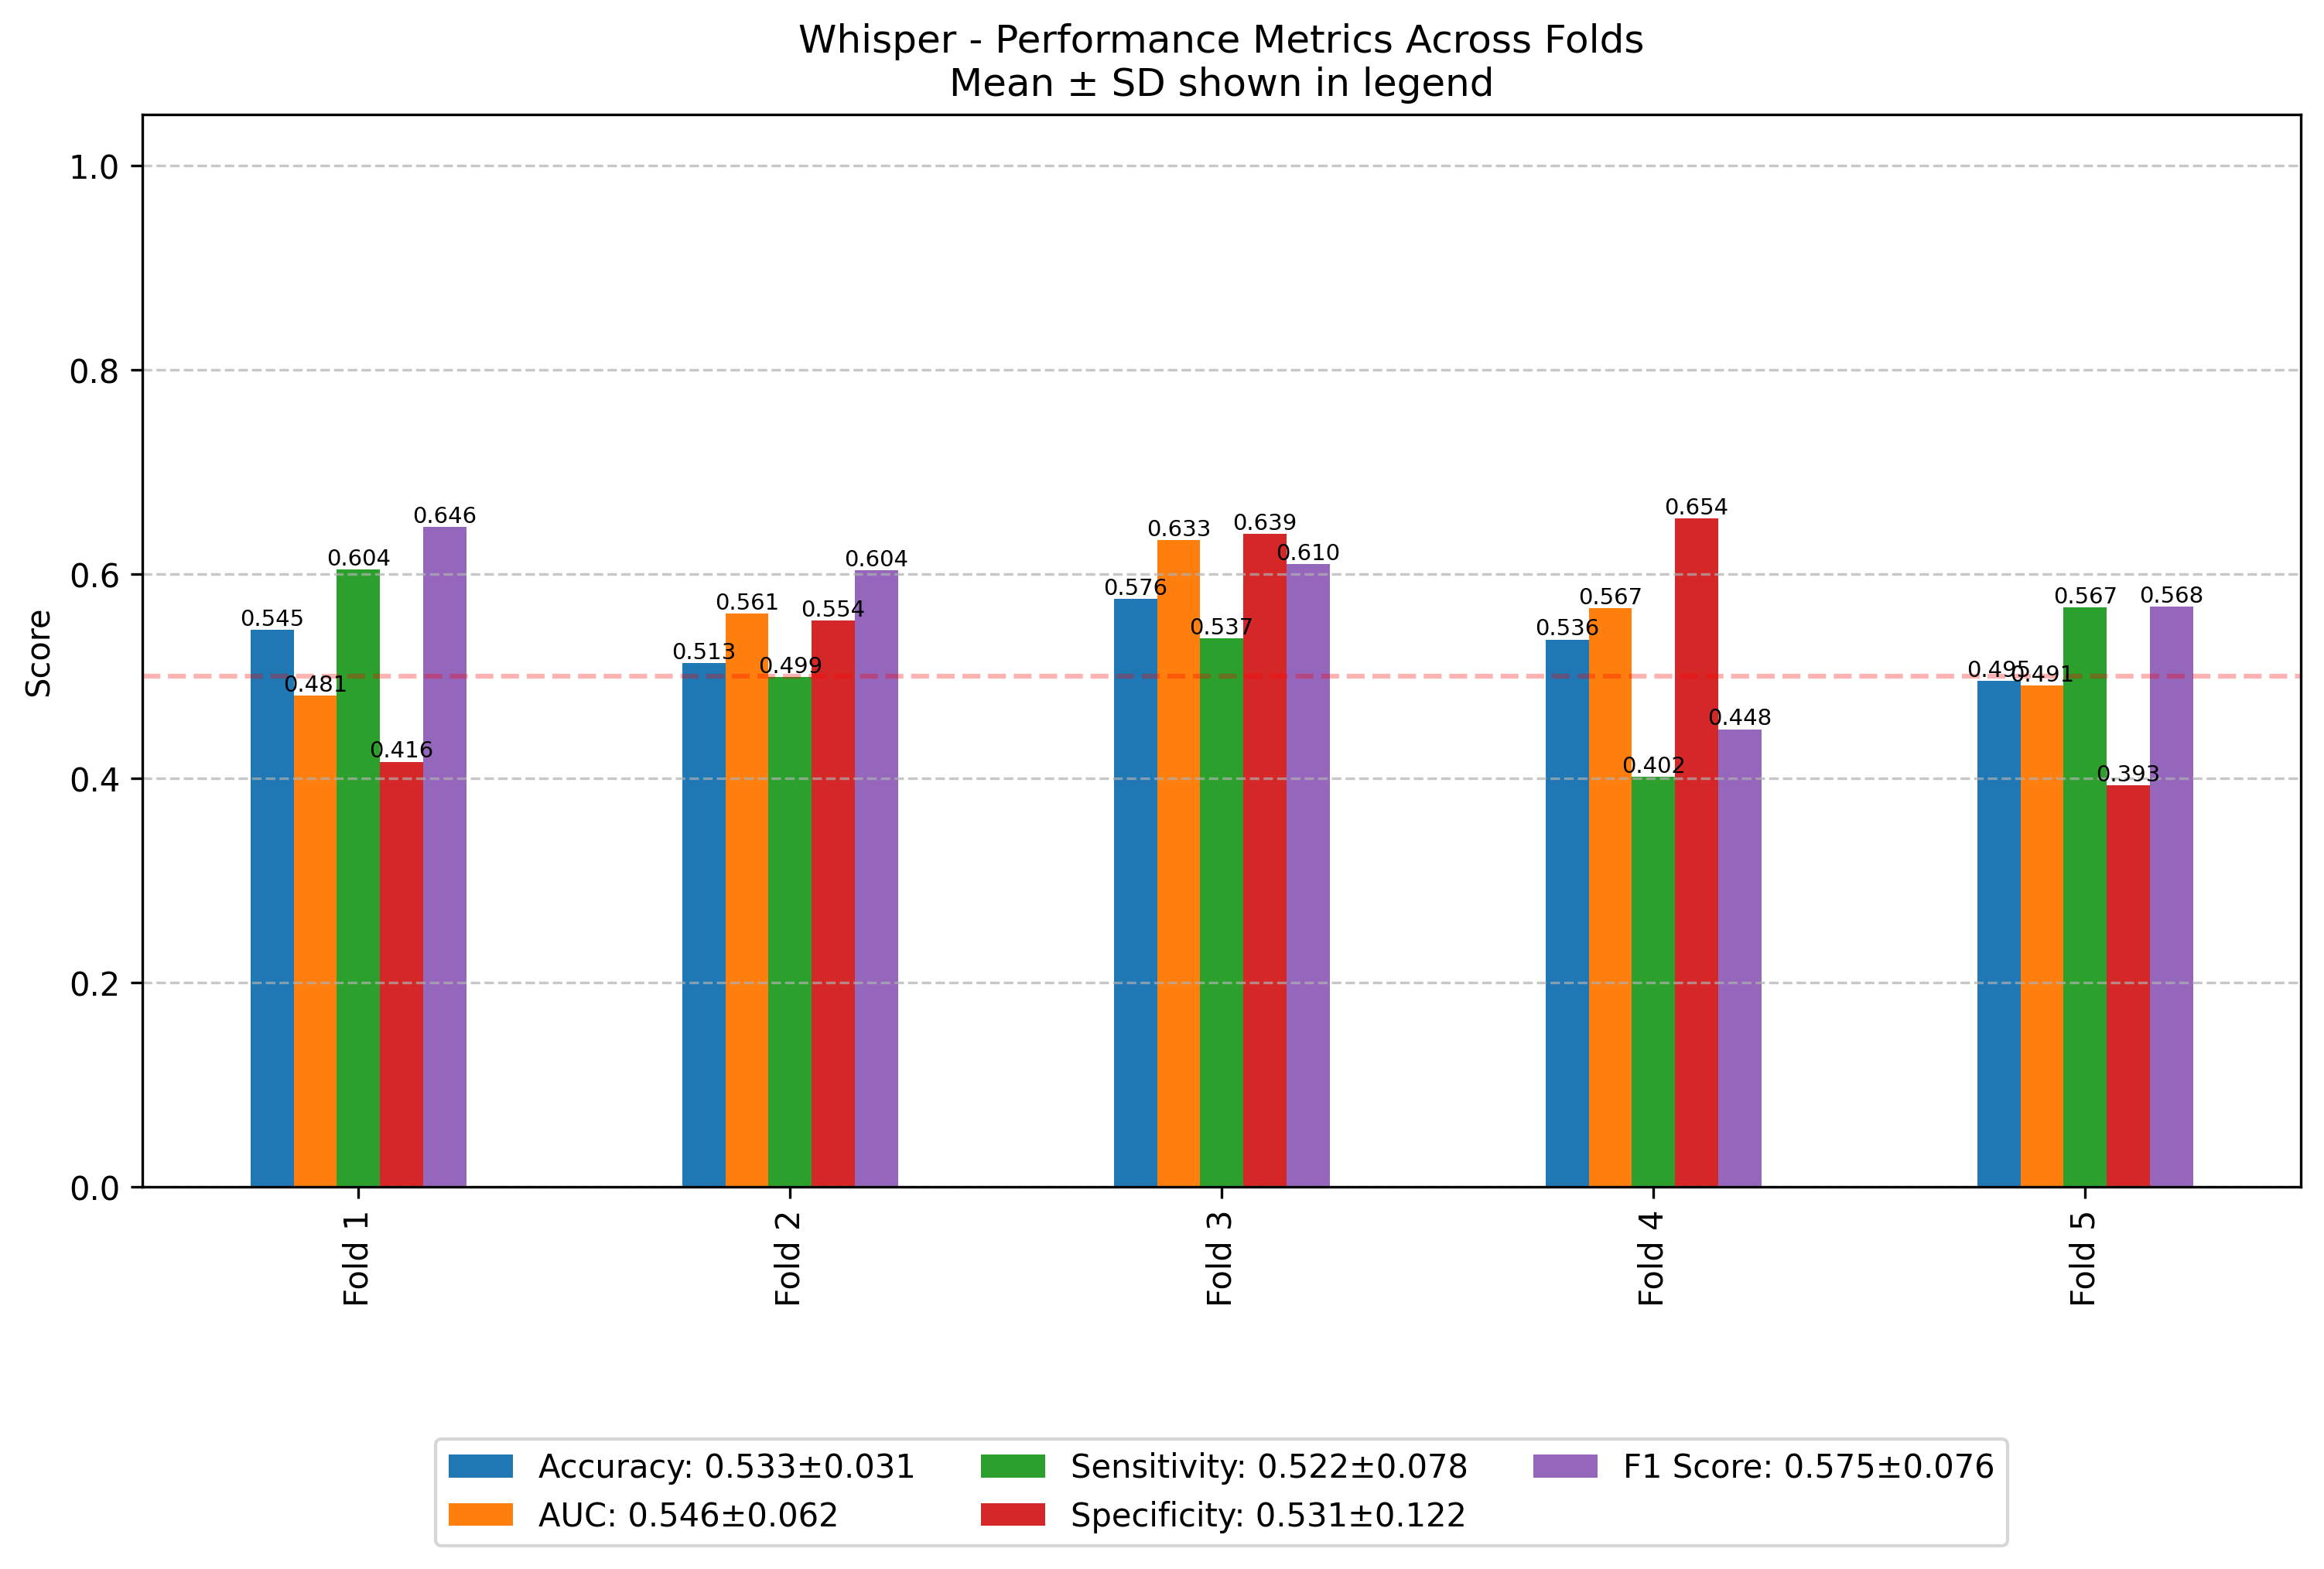 Whisper - Performance Metrics Across Folds
Mean ± SD shown in legend
Score
1.0
0.8
0.6
0.4
0.2
0.0
0.545
0.481
0.604
0.416
0.646
0.513
0.561
0.499
0.554
0.604
0.576
0.633
0.537
0.639
0.610
0.536
0.567
0.402
0.654
0.448
0.495
0.491
0.567
0.393
0.568
Fold 1
Fold 2
Fold 3
Fold 4
Fold 5
Accuracy: 0.533±0.031
AUC: 0.546±0.062
Sensitivity: 0.522±0.078
Specificity: 0.531±0.122
F1 Score: 0.575±0.076